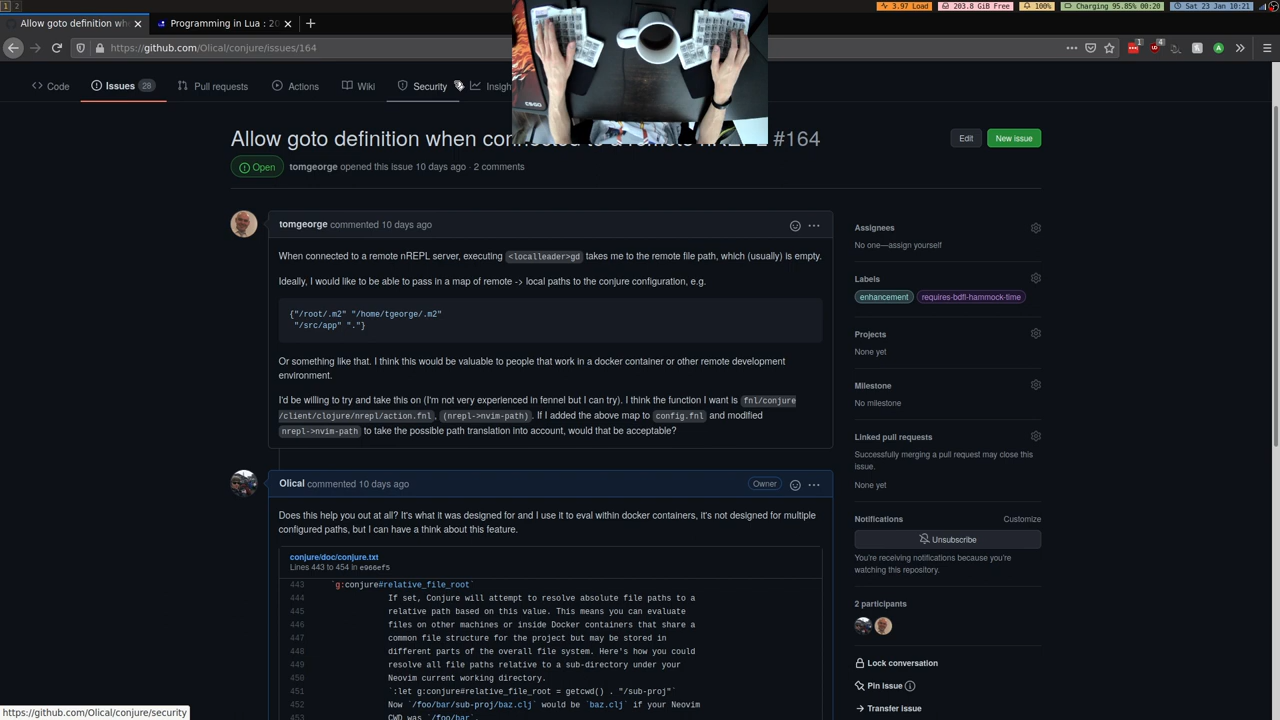 1 2
3.97 Load
203.8 GiB Free
100%
Charging 95.85% 00:20
Sat 23 Jan 10:21
Allow goto definition when
Programming in Lua : 20
https://github.com/Olical/conjure/issues/164
1
4
Code
Issues 28
Pull requests
Actions
Wiki
Security
Allow goto definition when #164
Edit
New issue
Open
tomgeorge opened this issue 10 days ago · 2 comments
tomgeorge commented 10 days ago
When connected to a remote nREPL server, executing <localleader>gd takes me to the remote file path, which (usually) is empty.
Ideally, I would like to be able to pass in a map of remote -> local paths to the conjure configuration, e.g.
{"/root/.m2" "/home/tgeorge/.m2"
"/src/app" "."}
Or something like that. I think this would be valuable to people that work in a docker container or other remote development
environment.
I'd be willing to try and take this on (I'm not very experienced in fennel but I can try). I think the function I want is fnl/conjure
/client/clojure/nrepl/action.fnl, (nrepl->nvim-path). If I added the above map to config.fnl and modified
nrepl->nvim-path to take the possible path translation into account, would that be acceptable?
Olical commented 10 days ago
Owner
Does this help you out at all? It's what it was designed for and I use it to eval within docker containers, it's not designed for multiple
configured paths, but I can have a think about this feature.
conjure/doc/conjure.txt
Lines 443 to 454 in e966ef5
443 `g:conjure#relative_file_root`
444 If set, Conjure will attempt to resolve absolute file paths to a
445 relative path based on this value. This means you can evaluate
446 files on other machines or inside Docker containers that share a
447 common file structure for the project but may be stored in
448 different parts of the overall file system. Here's how you could
449 resolve all file paths relative to a sub-directory under your
450 Neovim current working directory.
451 `:let g:conjure#relative_file_root = getcwd() . "/sub-proj"`
452 Now `/foo/bar/sub-proj/baz.clj` would be `baz.clj` if your Neovim
453 CWD was `/foo/bar`.
Assignees
No one—assign yourself
Labels
enhancement
requires-bdfl-hammock-time
Projects
None yet
Milestone
No milestone
Linked pull requests
Successfully merging a pull request may close this
issue.
None yet
Notifications
Customize
Unsubscribe
You're receiving notifications because you're
watching this repository.
2 participants
Lock conversation
Pin issue
Transfer issue
https://github.com/Olical/conjure/security